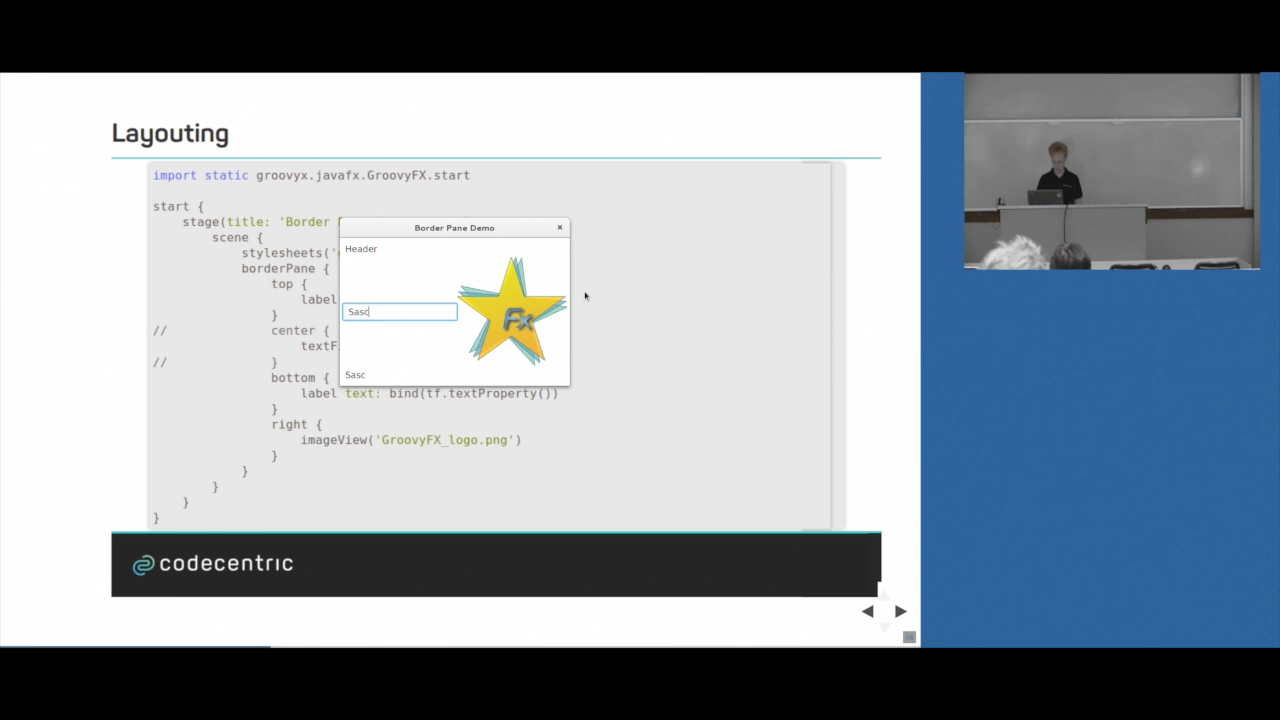 Layouting
import static groovyx.javafx.GroovyFX.start
start {
stage(title: 'Border
scene {
stylesheets('
borderPane {
top {
label
}
// center {
textF
// }
bottom {
label text: bind(tf.textProperty())
}
right {
imageView('GroovyFX_logo.png')
}
}
}
}
}
Border Pane Demo ×
Header
Sasc
Fx
Sasc
codecentric